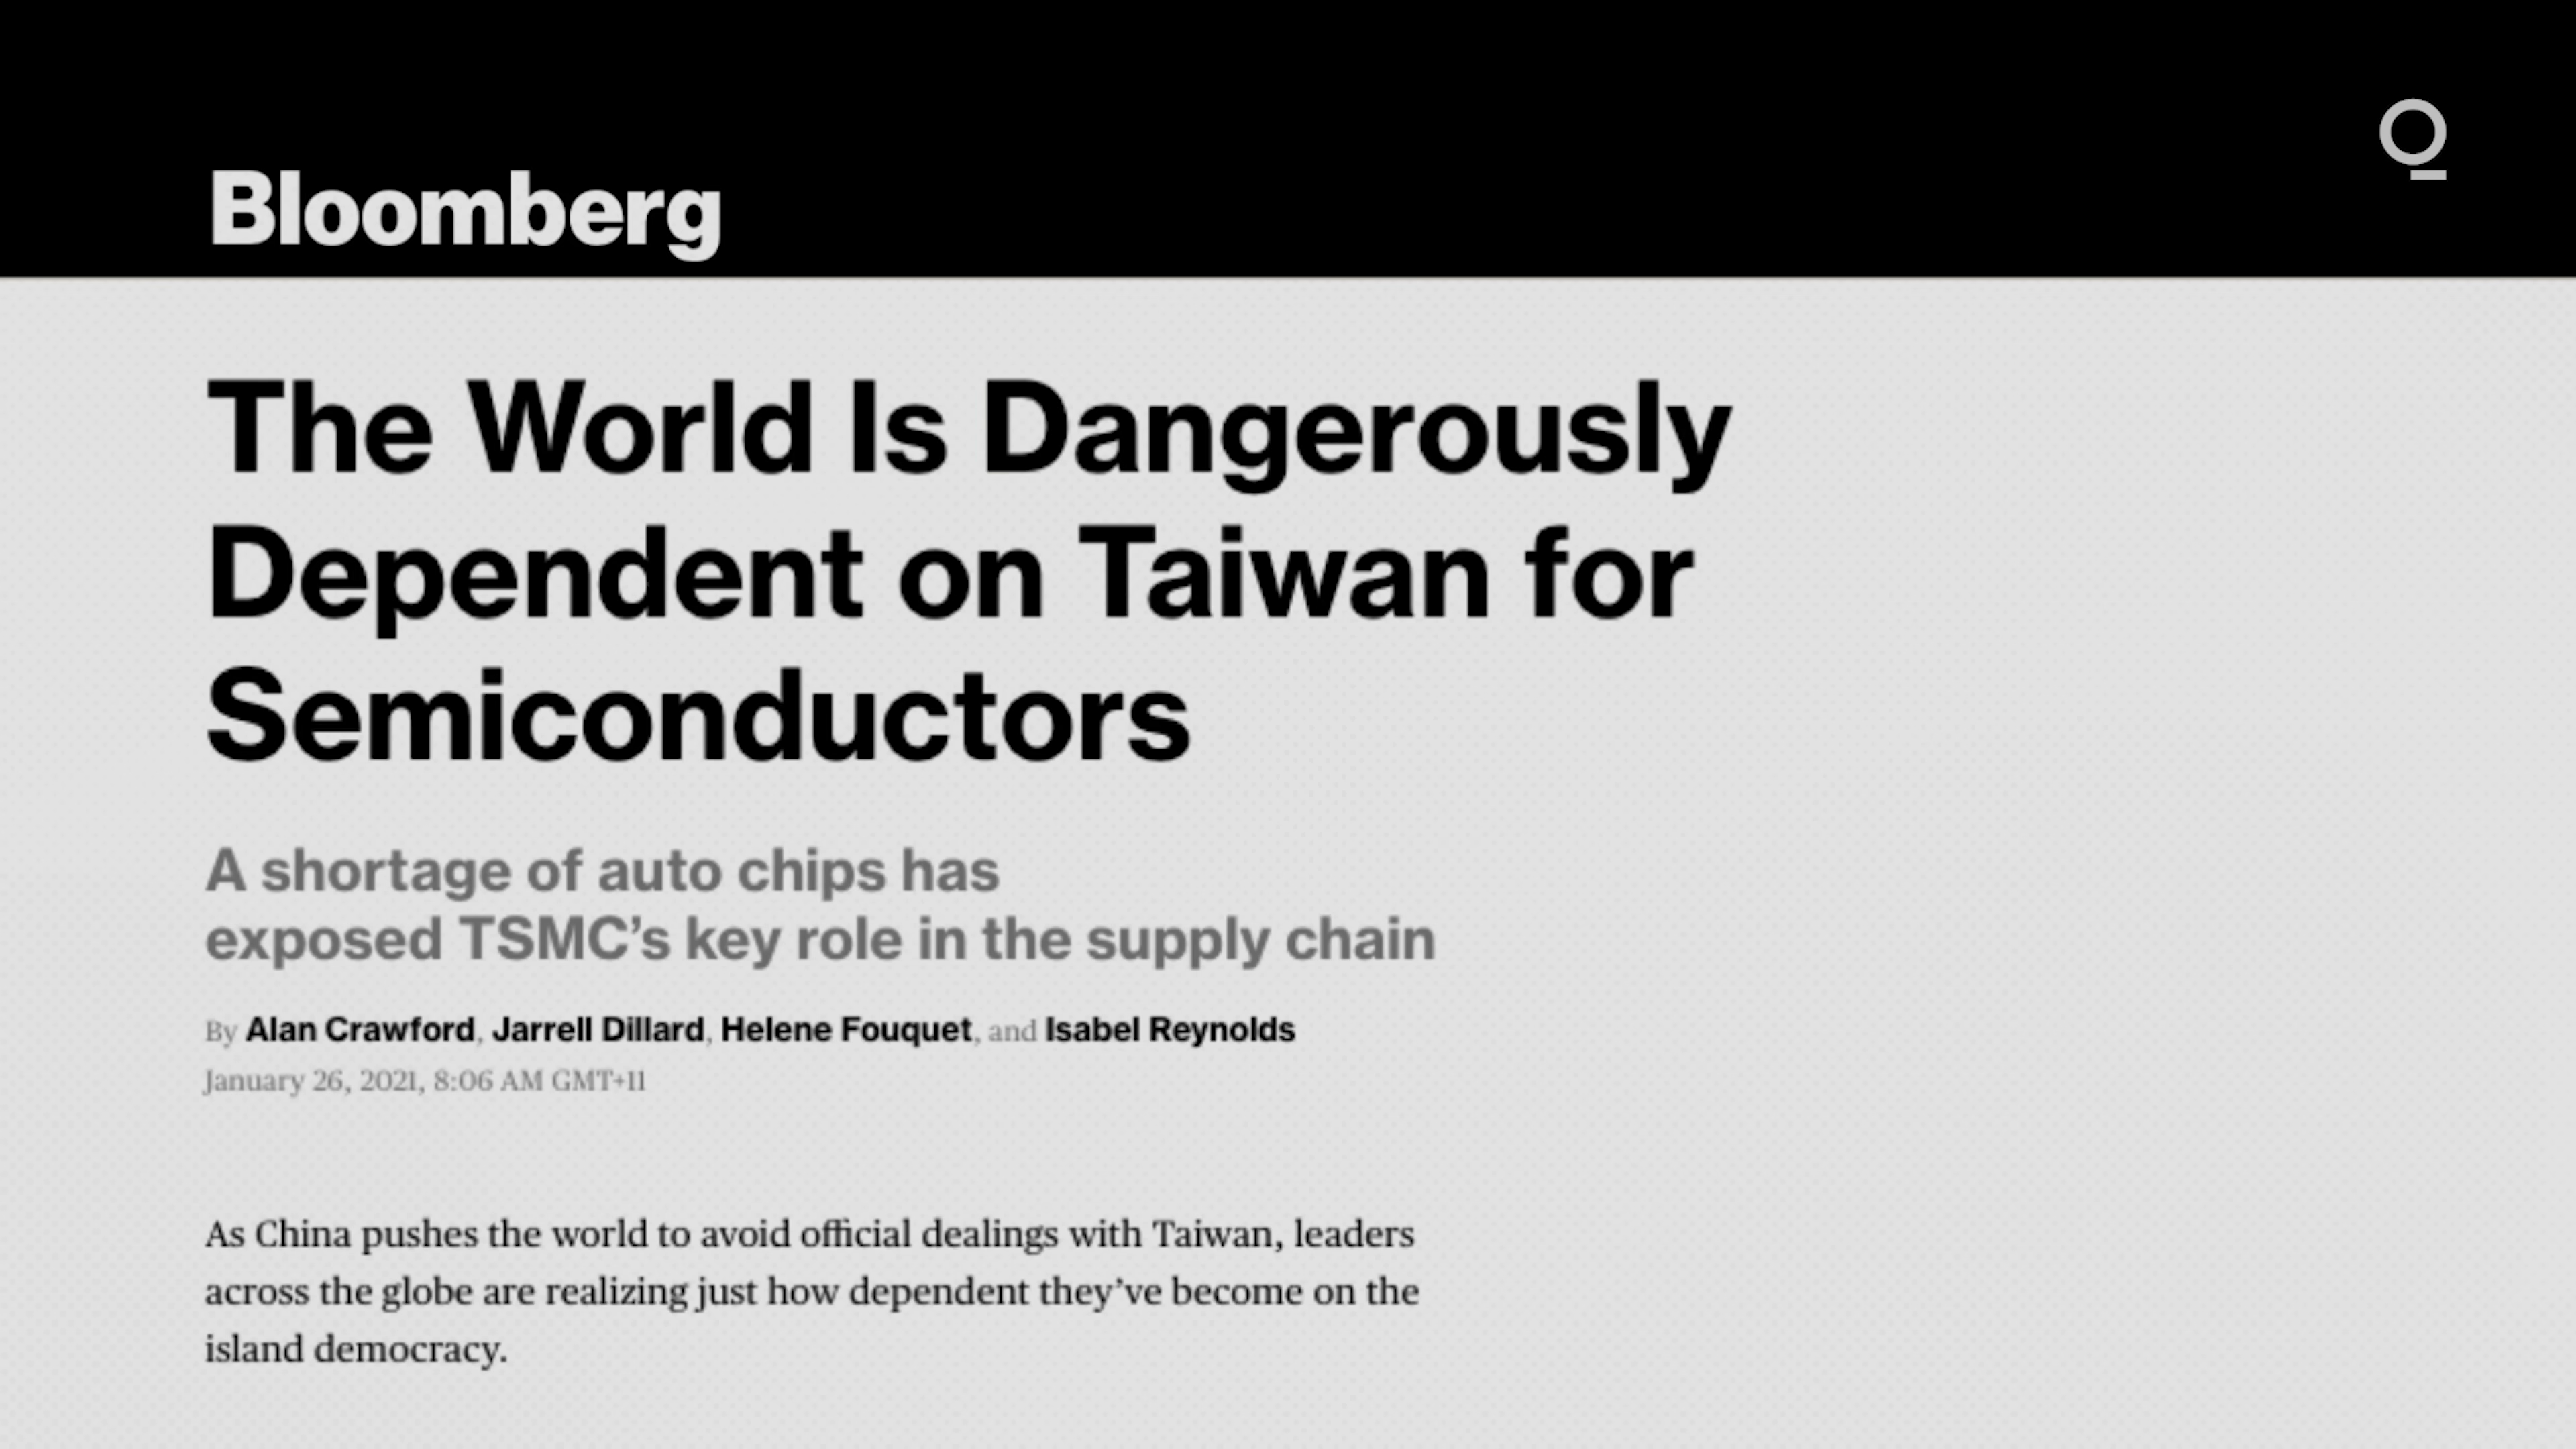 Bloomberg
The World Is Dangerously
Dependent on Taiwan for
Semiconductors
A shortage of auto chips has
exposed TSMC’s key role in the supply chain
By Alan Crawford, Jarrell Dillard, Helene Fouquet, and Isabel Reynolds
January 26, 2021, 8:06 AM GMT+11
As China pushes the world to avoid official dealings with Taiwan, leaders
across the globe are realizing just how dependent they’ve become on the
island democracy.